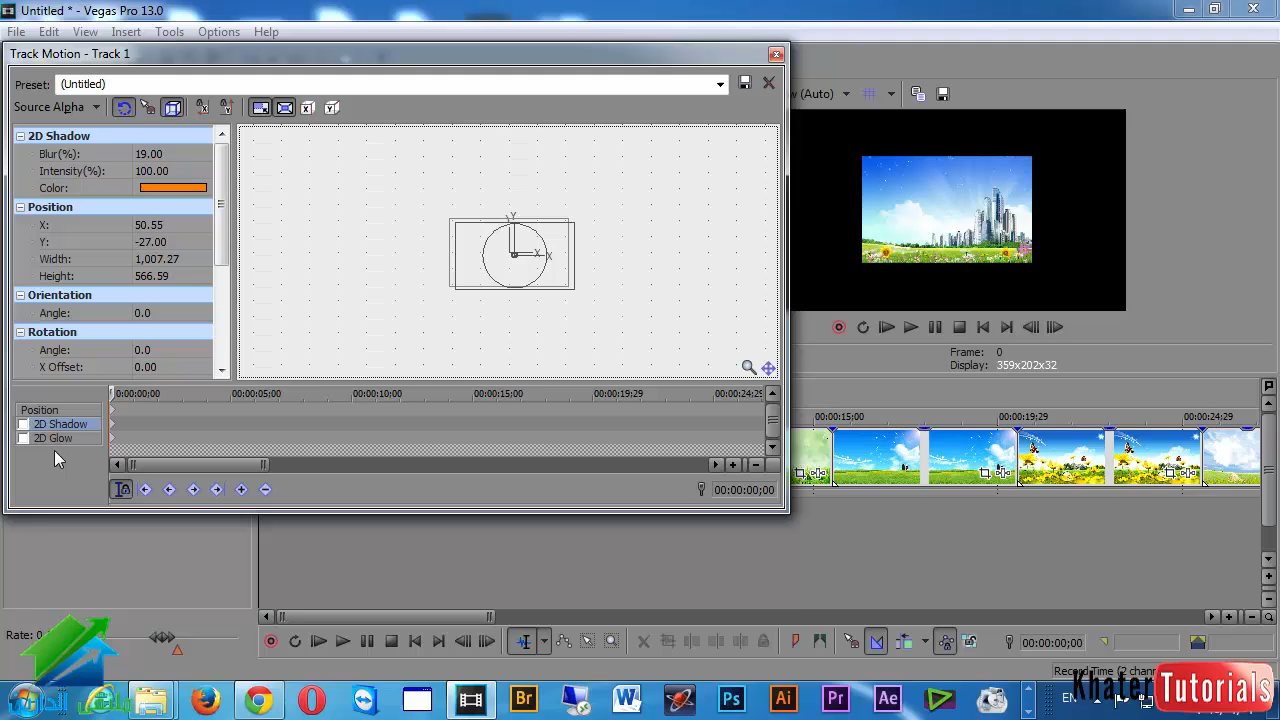 Untitled * - Vegas Pro 13.0
File Edit View Insert Tools Options Help
Track Motion - Track 1
Preset: (Untitled)
Source Alpha
(Auto)
2D Shadow
Blur(%): 19.00
Intensity(%): 100.00
Color:
Position
X: 50.55
Y: -27.00
Width: 1,007.27
Height: 566.59
Orientation
Angle: 0.0
Rotation
Angle: 0.0
X Offset: 0.00
Y
X
X
Frame: 0
Display: 359x202x32
00:00:00;00 00:00:05;00 00:00:10;00 00:00:15;00 00:00:19;29 00:00:24;29
Position
2D Shadow
2D Glow
00:00:00;00
00:00:15;00 00:00:19;29 00:00:24;29
Rate: 0
00:00:00;00
Record Time (2 chann
Br W Ps Ai Pr Ae EN
Khater Tutorials